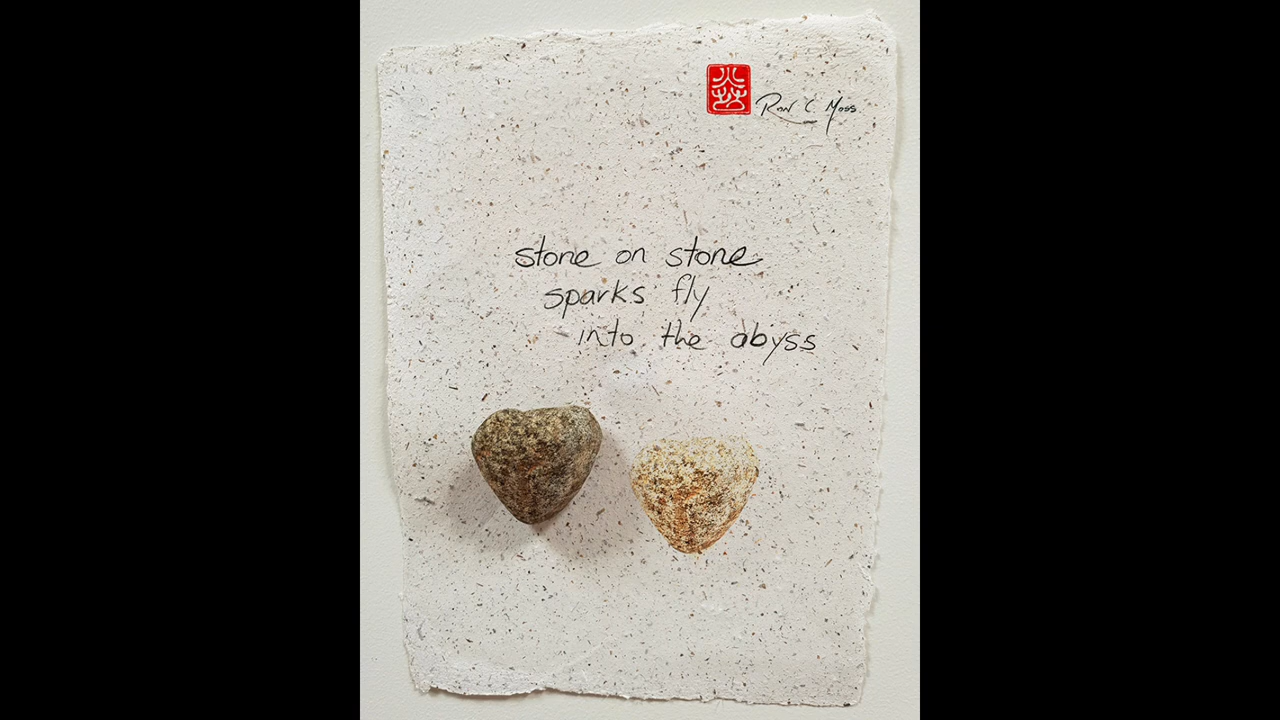 Ron C. Moss
stone on stone
sparks fly
into the abyss